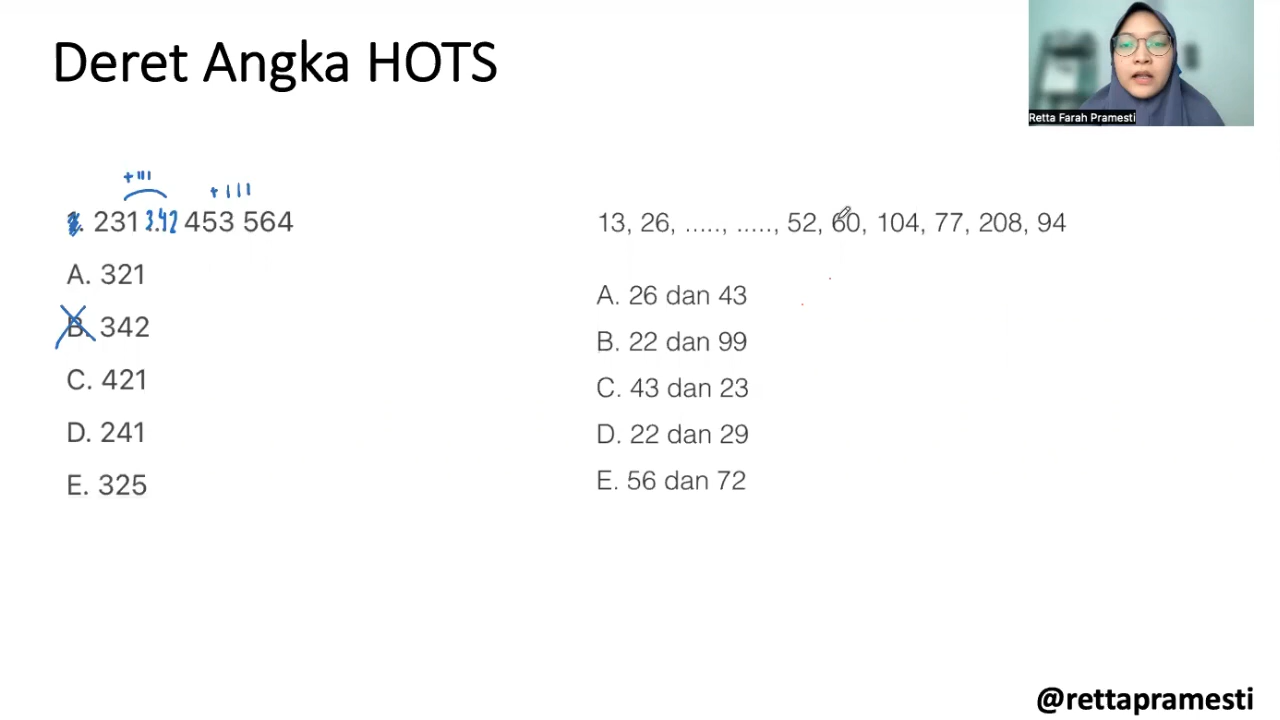 Deret Angka HOTS
Retta Farah Pramesti
+111
+111
231 342 453 564
A. 321
B. 342
C. 421
D. 241
E. 325
13, 26, ....., ....., 52, 60, 104, 77, 208, 94
A. 26 dan 43
B. 22 dan 99
C. 43 dan 23
D. 22 dan 29
E. 56 dan 72
@rettapramesti